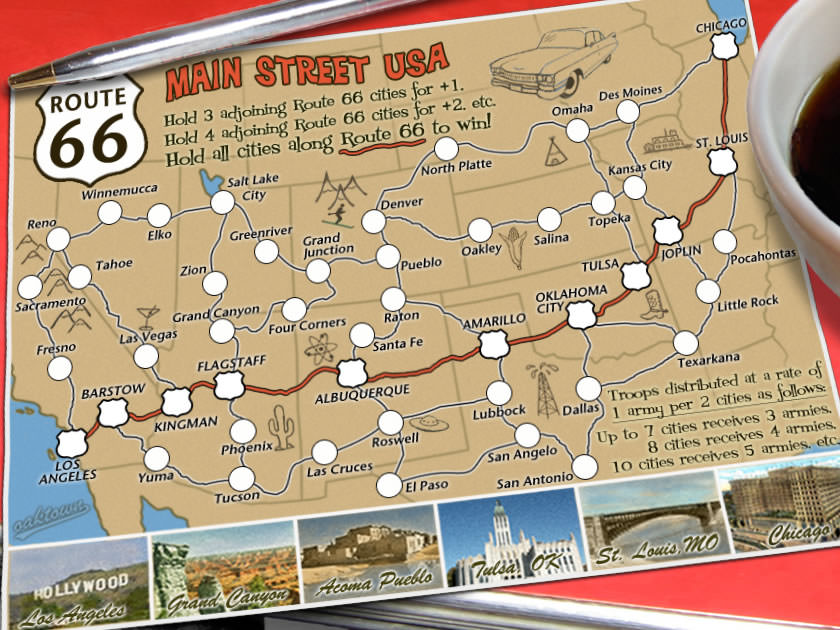 ROUTE
66
MAIN STREET USA
Hold 3 adjoining Route 66 cities for +1.
Hold 4 adjoining Route 66 cities for +2. etc.
Hold all cities along Route 66 to win!
CHICAGO
Des Moines
Omaha
ST. LOUIS
North Platte
Kansas City
Winnemucca
Salt Lake
City
Denver
Reno
Elko
Greenriver
Grand
Junction
Topeka
Salina
Oakley
JOPLIN
Pocahontas
Tahoe
Zion
Pueblo
TULSA
Sacramento
OKLAHOMA
CITY
Little Rock
Grand Canyon
Four Corners
Raton
AMARILLO
Las Vegas
Santa Fe
Fresno
Texarkana
FLAGSTAFF
BARSTOW
ALBUQUERQUE
KINGMAN
Lubbock
Dallas
Troops distributed at a rate of
1 army per 2 cities as follows:
Up to 7 cities receives 3 armies.
8 cities receives 4 armies.
10 cities receives 5 armies. etc.
LOS
ANGELES
Phoenix
Roswell
Las Cruces
San Angelo
Yuma
Tucson
El Paso
San Antonio
oaktown
HOLLYWOOD
Los Angeles
Grand Canyon
Acoma Pueblo
Tulsa, OK
St. Louis, MO
Chicago